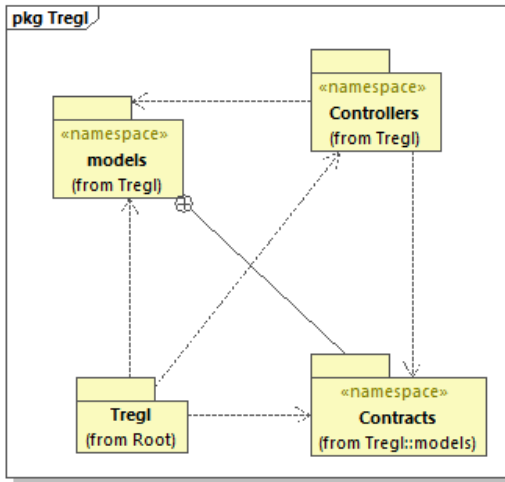 pkg Tregl
«namespace»
Controllers
(from Tregl)
«namespace»
models
(from Tregl)
Tregl
(from Root)
«namespace»
Contracts
(from Tregl::models)